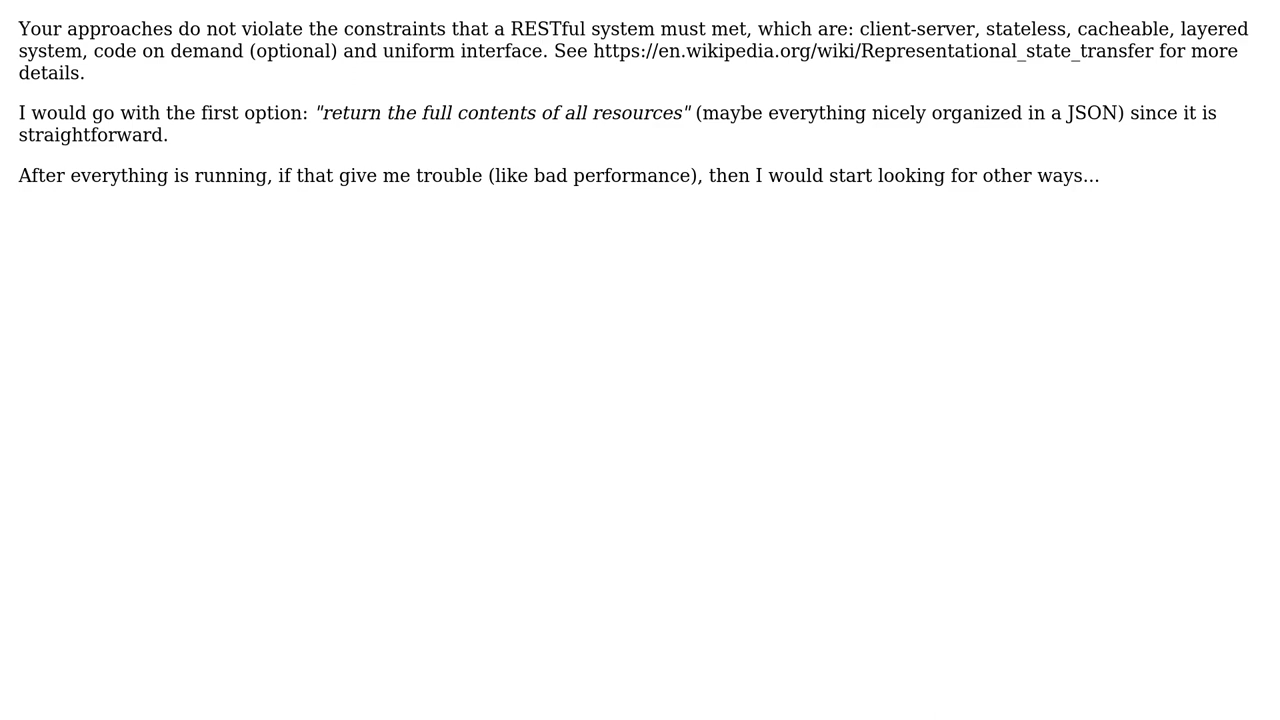 Your approaches do not violate the constraints that a RESTful system must met, which are: client-server, stateless, cacheable, layered
system, code on demand (optional) and uniform interface. See https://en.wikipedia.org/wiki/Representational_state_transfer for more
details.
I would go with the first option: "return the full contents of all resources" (maybe everything nicely organized in a JSON) since it is
straightforward.
After everything is running, if that give me trouble (like bad performance), then I would start looking for other ways...